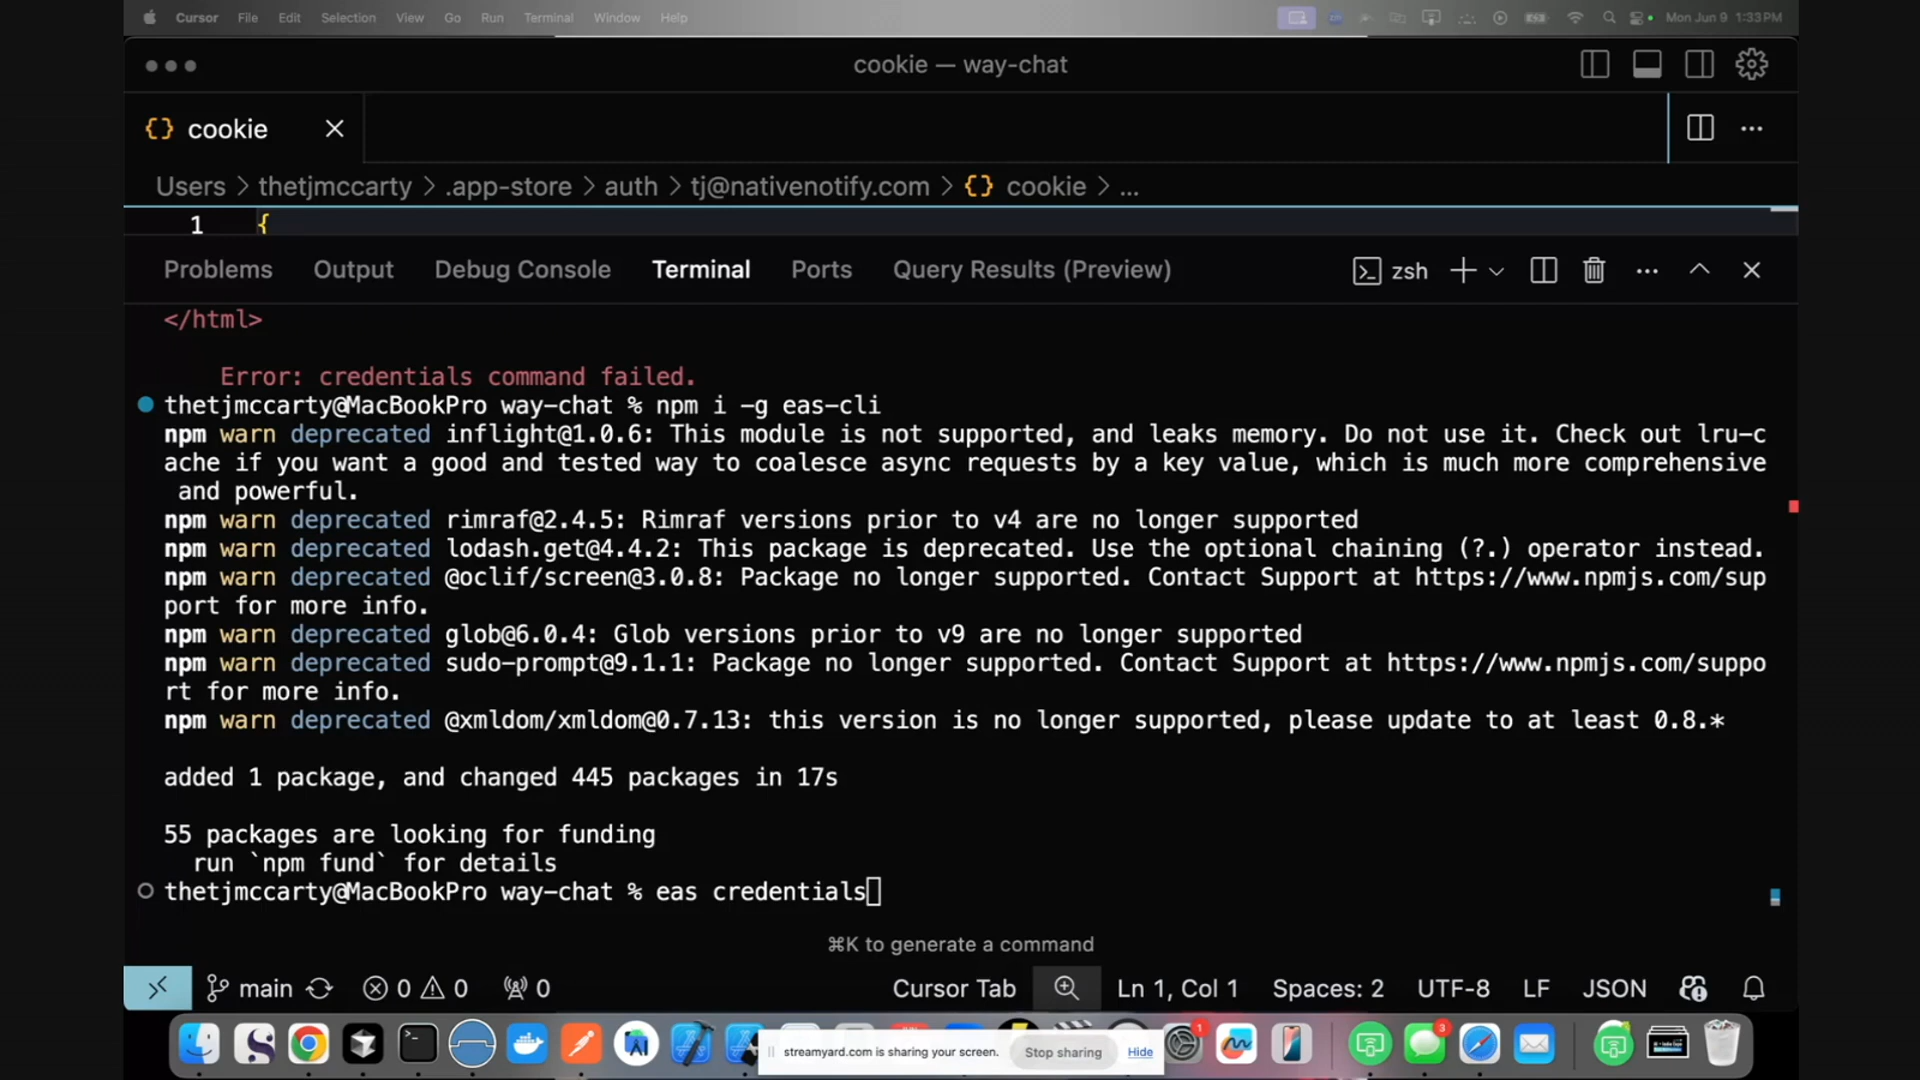 Cursor File Edit Selection View Go Run Terminal Window Help Mon Jun 9 1:33 PM
cookie — way-chat
{} cookie
Users > thetjmccarty > .app-store > auth > tj@nativenotify.com > {} cookie > ...
1 {
Problems Output Debug Console Terminal Ports Query Results (Preview) zsh
</html>
Error: credentials command failed.
thetjmccarty@MacBookPro way-chat % npm i -g eas-cli
npm warn deprecated inflight@1.0.6: This module is not supported, and leaks memory. Do not use it. Check out lru-c
ache if you want a good and tested way to coalesce async requests by a key value, which is much more comprehensive
and powerful.
npm warn deprecated rimraf@2.4.5: Rimraf versions prior to v4 are no longer supported
npm warn deprecated lodash.get@4.4.2: This package is deprecated. Use the optional chaining (?.) operator instead.
npm warn deprecated @oclif/screen@3.0.8: Package no longer supported. Contact Support at https://www.npmjs.com/sup
port for more info.
npm warn deprecated glob@6.0.4: Glob versions prior to v9 are no longer supported
npm warn deprecated sudo-prompt@9.1.1: Package no longer supported. Contact Support at https://www.npmjs.com/suppo
rt for more info.
npm warn deprecated @xmldom/xmldom@0.7.13: this version is no longer supported, please update to at least 0.8.*
added 1 package, and changed 445 packages in 17s
55 packages are looking for funding
run `npm fund` for details
thetjmccarty@MacBookPro way-chat % eas credentials
⌘K to generate a command
main 0 0 0 Cursor Tab Ln 1, Col 1 Spaces: 2 UTF-8 LF JSON
streamyard.com is sharing your screen. Stop sharing Hide
1
3